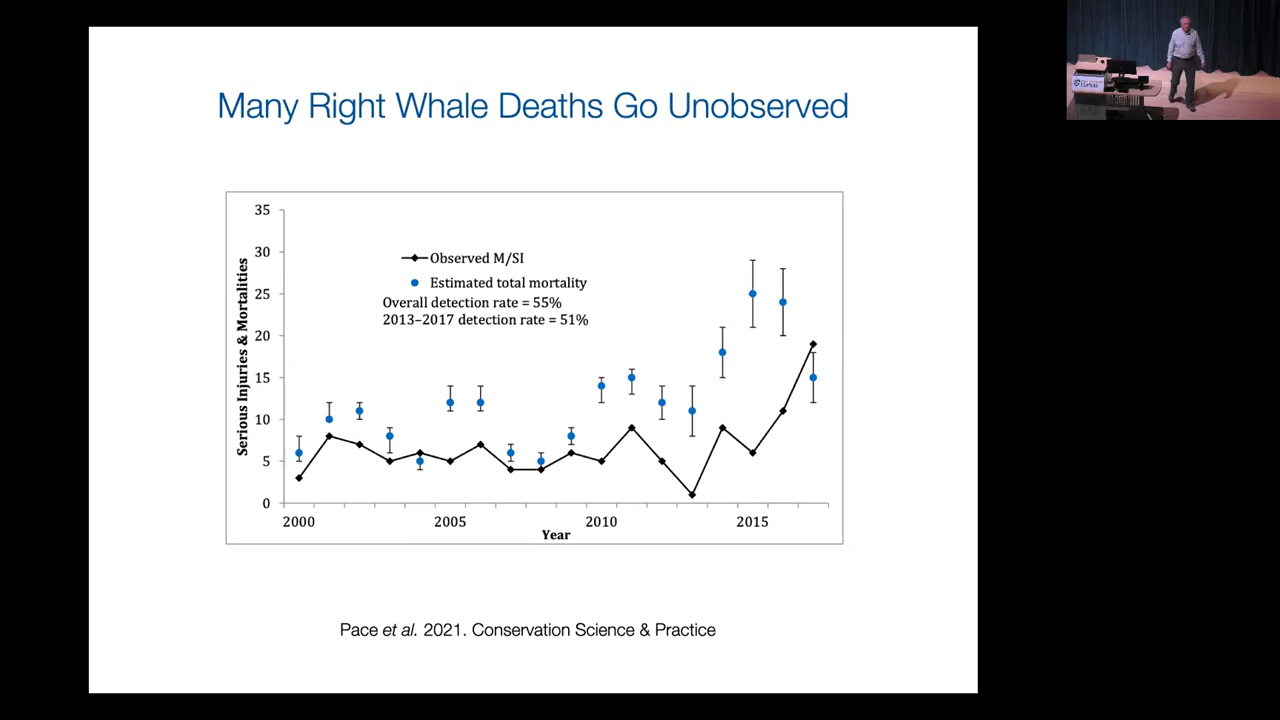 Many Right Whale Deaths Go Unobserved
35
30
25
20
15
10
5
0
Serious Injuries & Mortalities
Observed M/SI
Estimated total mortality
Overall detection rate = 55%
2013–2017 detection rate = 51%
2000
2005
2010
2015
Year
Pace et al. 2021. Conservation Science & Practice